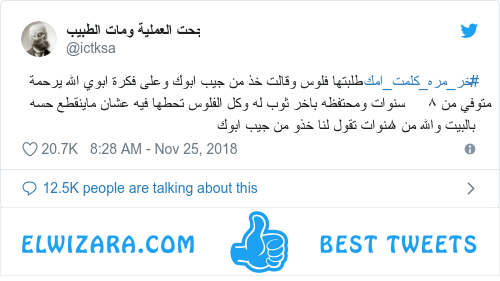 نجحت العملية ومات الطبيب
@ictksa
#اخر_مره_كلمت_امك طلبتها فلوس وقالت خذ من جيب ابوك وعلى فكرة ابوي الله يرحمة
متوفي من ٨ سنوات ومحتفظه باخر ثوب له وكل الفلوس تحطها فيه عشان ماينقطع حسه
بالبيت والله من ٨ سنوات تقول لنا خذو من جيب ابوك
20.7K 8:28 AM - Nov 25, 2018
12.5K people are talking about this
ELWIZARA.COM BEST TWEETS